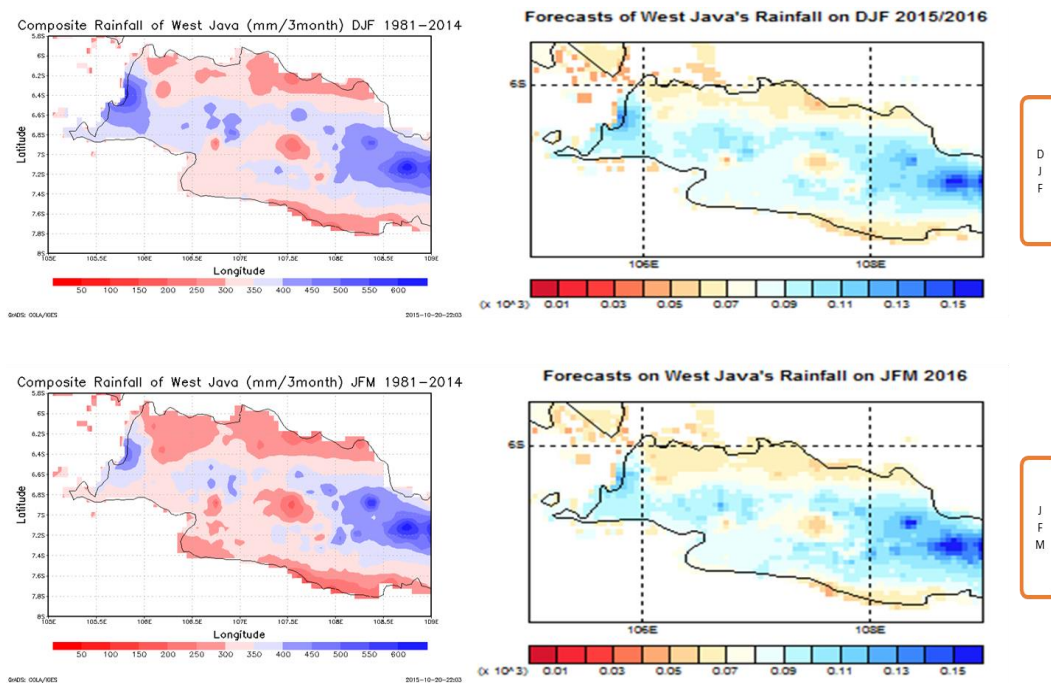 Composite Rainfall of West Java (mm/3month) DJF 1981-2014
5.8S
6S
6.2S
6.4S
6.6S
6.8S
7S
7.2S
7.4S
7.6S
7.8S
8S
Latitude
105E 105.5E 106E 106.5E 107E 107.5E 108E 108.5E 109E
Longitude
50 100 150 200 250 300 350 400 450 500 550 600
GrADS: COLA/IGES
2015-10-20-22:03
Forecasts of West Java's Rainfall on DJF 2015/2016
6S
106E 108E
(x 10^3) 0.01 0.03 0.05 0.07 0.09 0.11 0.13 0.15
D
J
F
Composite Rainfall of West Java (mm/3month) JFM 1981-2014
5.8S
6S
6.2S
6.4S
6.6S
6.8S
7S
7.2S
7.4S
7.6S
7.8S
8S
Latitude
105E 105.5E 106E 106.5E 107E 107.5E 108E 108.5E 109E
Longitude
50 100 150 200 250 300 350 400 450 500 550 600
GrADS: COLA/IGES
2015-10-20-22:03
Forecasts on West Java's Rainfall on JFM 2016
6S
106E 108E
(x 10^3) 0.01 0.03 0.05 0.07 0.09 0.11 0.13 0.16
J
F
M